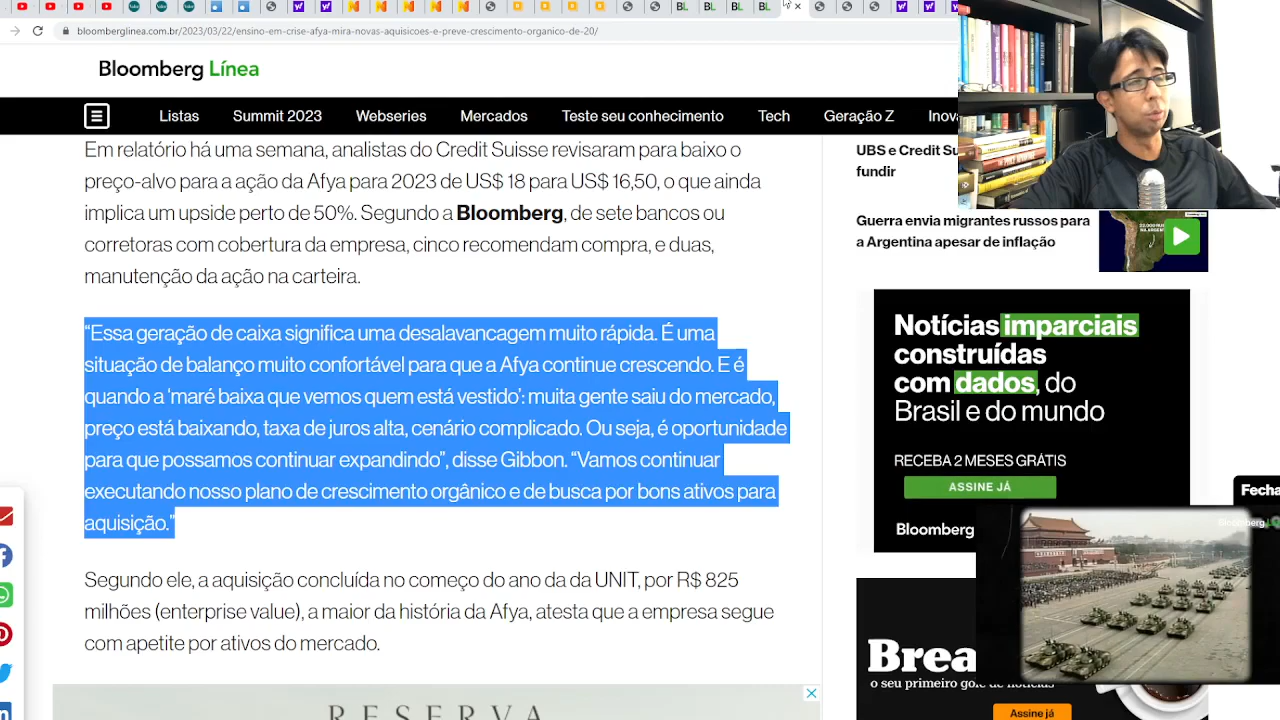 bloomberglinea.com.br/2023/03/22/ensino-em-crise-afya-mira-novas-aquisicoes-e-preve-crescimento-organico-de-20/
Bloomberg Línea
Listas
Summit 2023
Webseries
Mercados
Teste seu conhecimento
Tech
Geração Z
Em relatório há uma semana, analistas do Credit Suisse revisaram para baixo o
preço-alvo para a ação da Afya para 2023 de US$ 18 para US$ 16,50, o que ainda
implica um upside perto de 50%. Segundo a Bloomberg, de sete bancos ou
corretoras com cobertura da empresa, cinco recomendam compra, e duas,
manutenção da ação na carteira.
“Essa geração de caixa significa uma desalavancagem muito rápida. É uma
situação de balanço muito confortável para que a Afya continue crescendo. E é
quando a ‘maré baixa que vemos quem está vestido’: muita gente saiu do mercado,
preço está baixando, taxa de juros alta, cenário complicado. Ou seja, é oportunidade
para que possamos continuar expandindo”, disse Gibbon. “Vamos continuar
executando nosso plano de crescimento orgânico e de busca por bons ativos para
aquisição.”
Segundo ele, a aquisição concluída no começo do ano da da UNIT, por R$ 825
milhões (enterprise value), a maior da história da Afya, atesta que a empresa segue
com apetite por ativos do mercado.
RESERVA
UBS e Credit Su
fundir
Guerra envia migrantes russos para
a Argentina apesar de inflação
Notícias imparciais
construídas
com dados, do
Brasil e do mundo
RECEBA 2 MESES GRÁTIS
ASSINE JÁ
Bloomberg
Fecha
Brea
o seu primeiro gole de notícias
Assine já